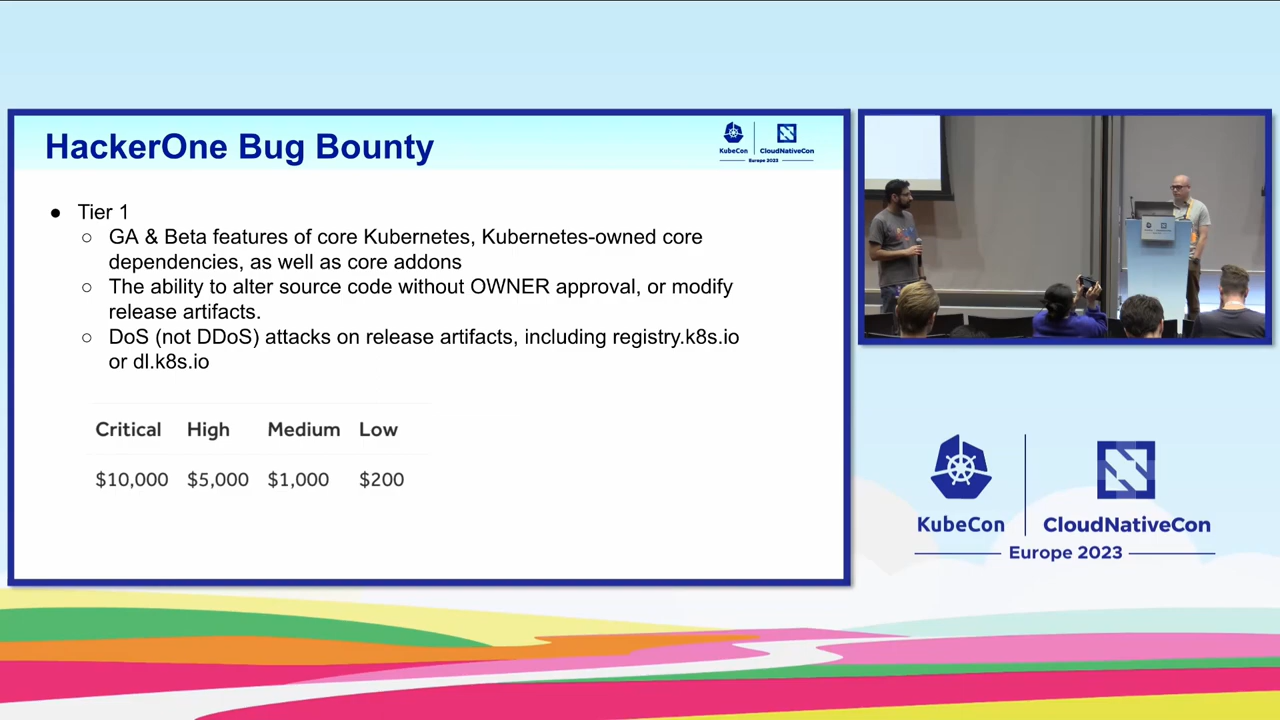 HackerOne Bug Bounty
KubeCon
CloudNativeCon
Europe 2023
● Tier 1
○ GA & Beta features of core Kubernetes, Kubernetes-owned core
dependencies, as well as core addons
○ The ability to alter source code without OWNER approval, or modify
release artifacts.
○ DoS (not DDoS) attacks on release artifacts, including registry.k8s.io
or dl.k8s.io
Critical High Medium Low
$10,000 $5,000 $1,000 $200
KubeCon
CloudNativeCon
Europe 2023